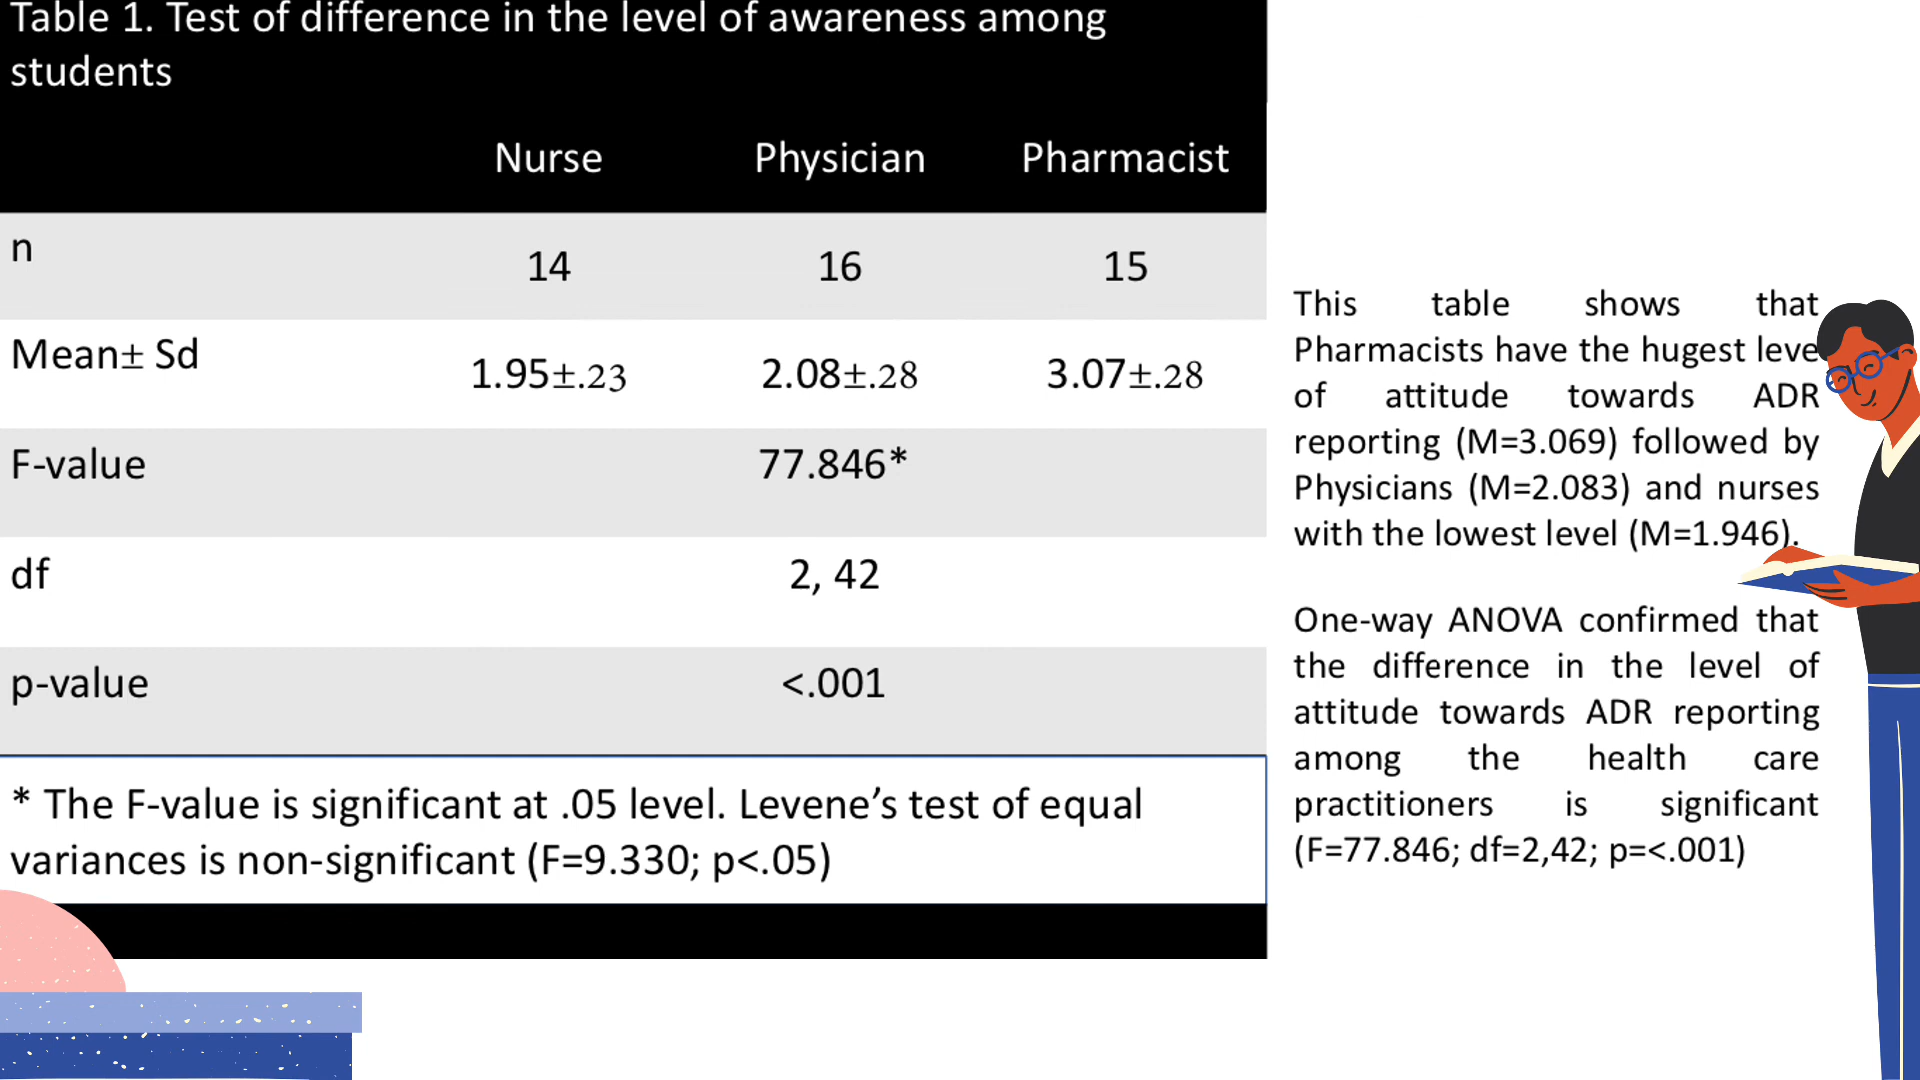 Table 1. Test of difference in the level of awareness among
students
Nurse Physician Pharmacist
n 14 16 15
Mean± Sd 1.95±.23 2.08±.28 3.07±.28
F-value 77.846*
df 2, 42
p-value <.001
* The F-value is significant at .05 level. Levene’s test of equal
variances is non-significant (F=9.330; p<.05)
This table shows that
Pharmacists have the hugest leve
of attitude towards ADR
reporting (M=3.069) followed by
Physicians (M=2.083) and nurses
with the lowest level (M=1.946).
One-way ANOVA confirmed that
the difference in the level of
attitude towards ADR reporting
among the health care
practitioners is significant
(F=77.846; df=2,42; p=<.001)